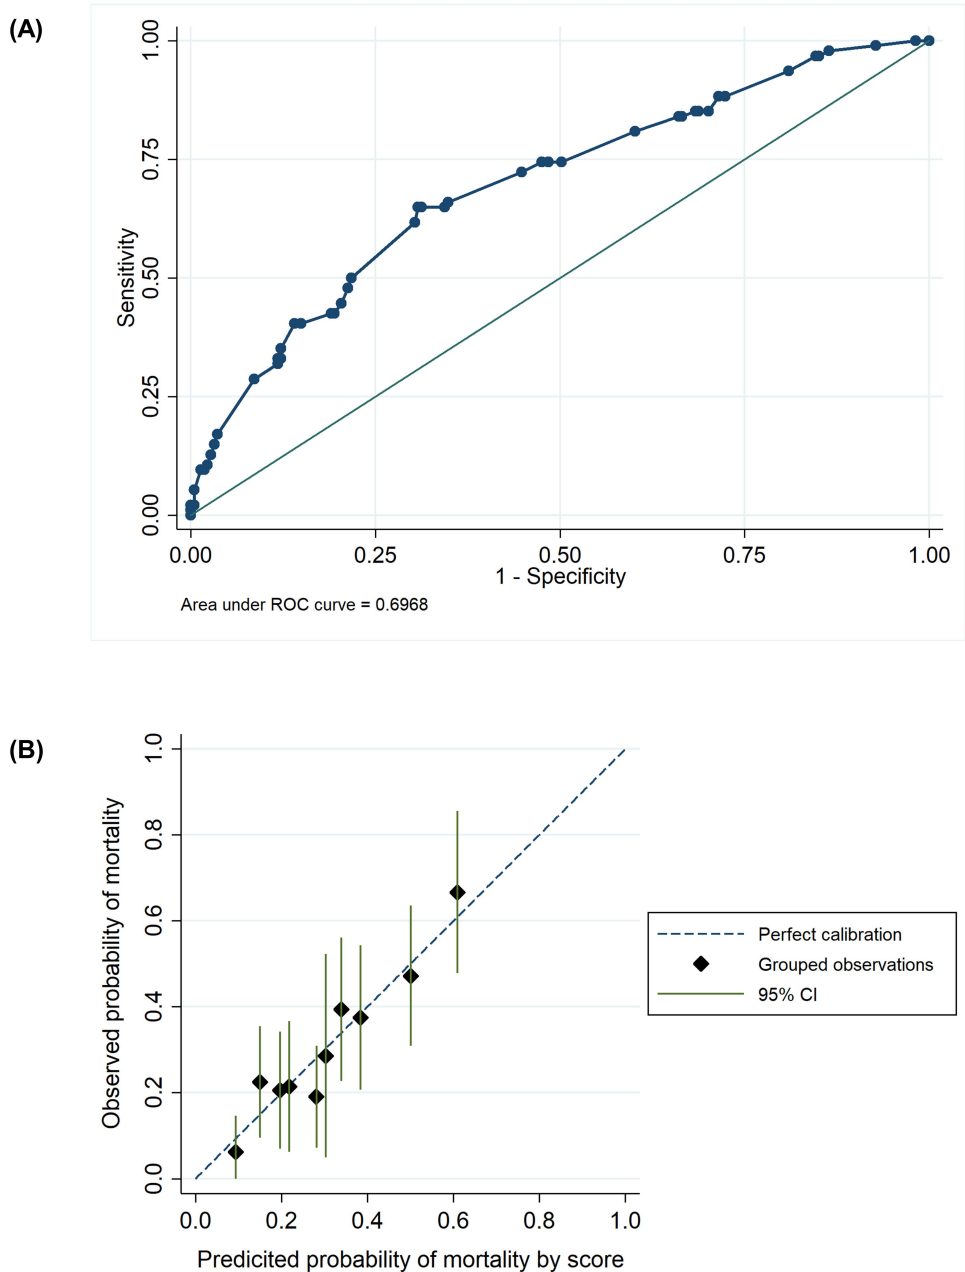 (A)
1.00
0.75
0.50
0.25
0.00
Sensitivity
0.00 0.25 0.50 0.75 1.00
1 - Specificity
Area under ROC curve = 0.6968
(B)
1.0
0.8
0.6
0.4
0.2
0.0
Observed probability of mortality
0.0 0.2 0.4 0.6 0.8 1.0
Predicited probability of mortality by score
Perfect calibration
Grouped observations
95% CI